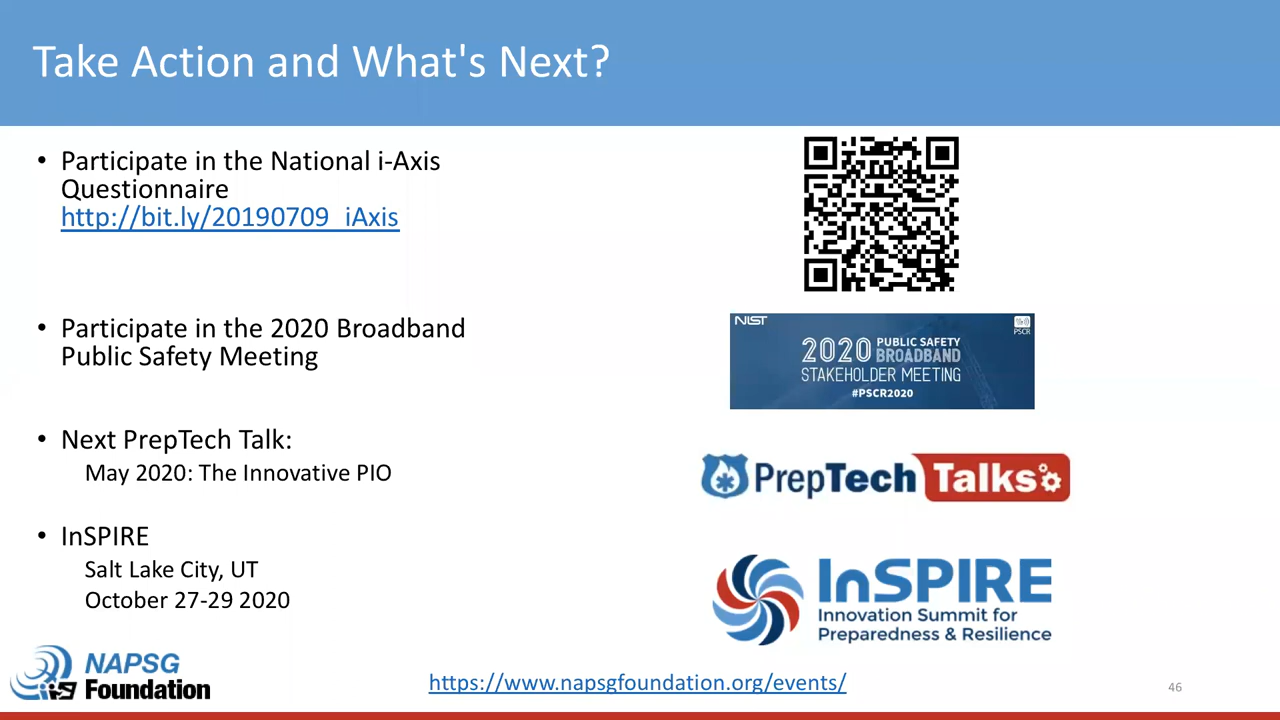 Take Action and What's Next?
• Participate in the National i-Axis
Questionnaire
http://bit.ly/20190709_iAxis
• Participate in the 2020 Broadband
Public Safety Meeting
NIST
PSCR
2020 PUBLIC SAFETY
BROADBAND
STAKEHOLDER MEETING
#PSCR2020
• Next PrepTech Talk:
May 2020: The Innovative PIO
PrepTech Talks
• InSPIRE
Salt Lake City, UT
October 27-29 2020
InSPIRE
Innovation Summit for
Preparedness & Resilience
NAPSG
Foundation
https://www.napsgfoundation.org/events/
46